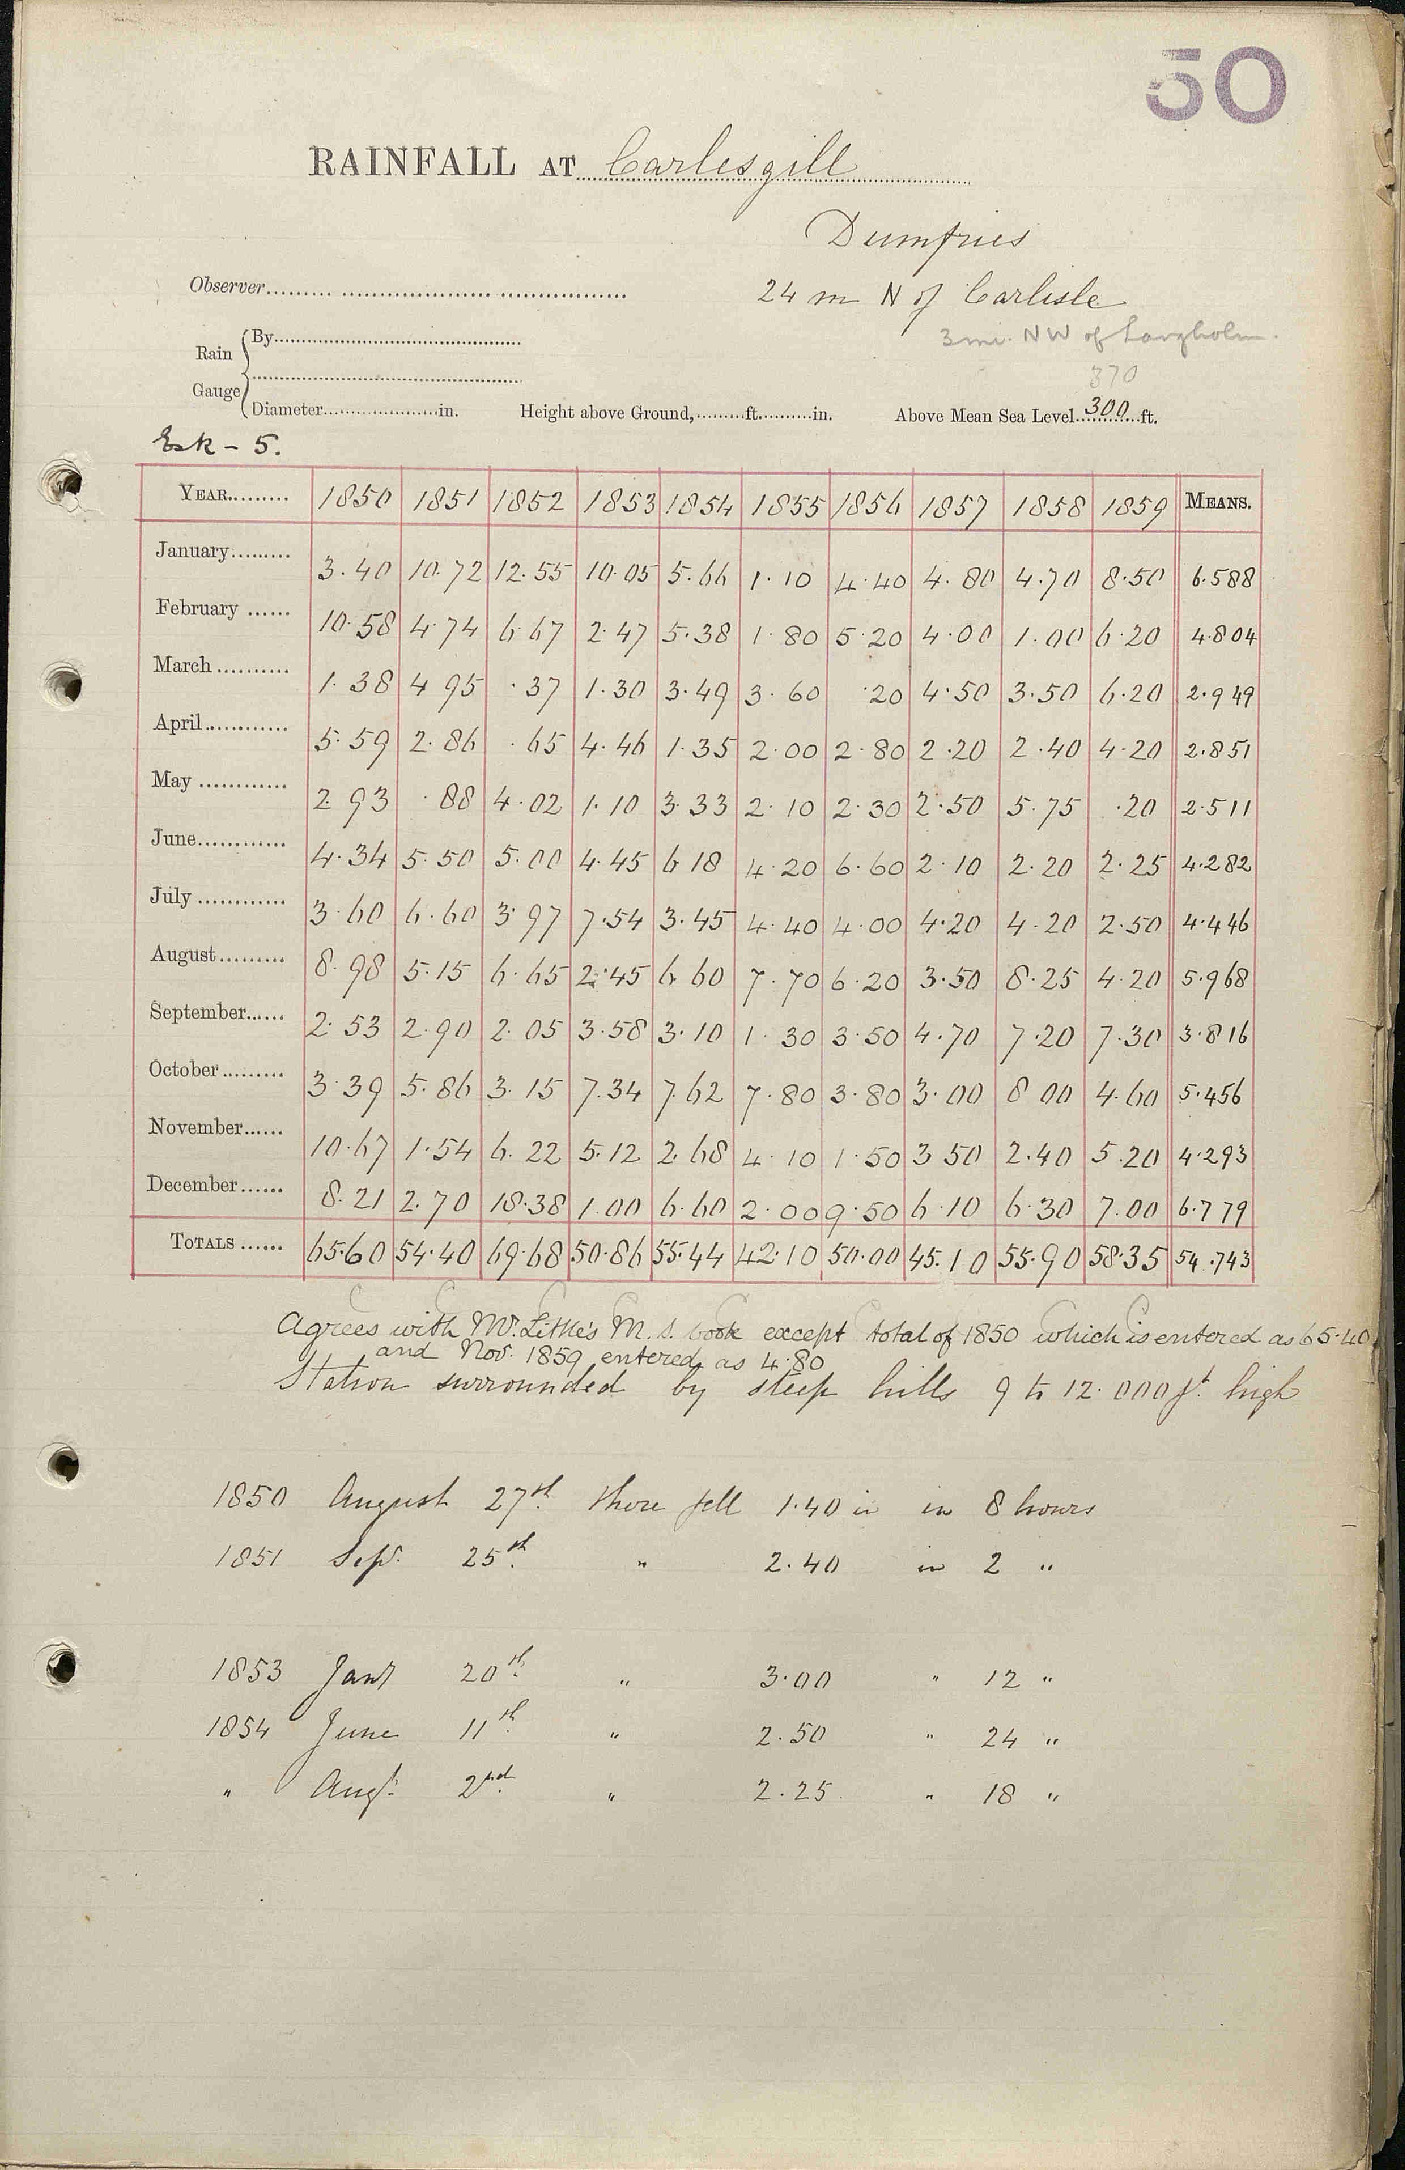 50
RAINFALL AT Carlesgill
Dumfries
Observer
24 m N of Carlisle
3 mi. NW of Langholm.
Rain Gauge { By
370
Diameter in. Height above Ground, ft. in. Above Mean Sea Level 300 ft.
Esk - 5.
YEAR 1850 1851 1852 1853 1854 1855 1856 1857 1858 1859 MEANS.
January 3.40 10.72 12.55 10.05 5.66 1.10 4.40 4.80 4.70 8.50 6.588
February 10.58 4.74 6.67 2.47 5.38 1.80 5.20 4.00 1.00 6.20 4.804
March 1.38 4 95 .37 1.30 3.49 3.60 .20 4.50 3.50 6.20 2.949
April 5.59 2.86 .65 4.46 1.35 2.00 2.80 2.20 2.40 4.20 2.851
May 2.93 .88 4.02 1.10 3.33 2.10 2.30 2.50 5.75 .20 2.511
June 4.34 5.50 5.00 4.45 6 18 4.20 6.60 2.10 2.20 2.25 4.282
July 3.60 6.60 3.97 7.54 3.45 4.40 4.00 4.20 4.20 2.50 4.446
August 8.98 5.15 6.65 2.45 6.60 7.70 6.20 3.50 8.25 4.20 5.968
September 2.53 2.90 2.05 3.58 3.10 1.30 3.50 4.70 7.20 7.30 3.816
October 3.39 5.86 3.15 7.34 7.62 7.80 3.80 3.00 8 00 4.60 5.456
November 10.67 1.54 6.22 5.12 2.68 4.10 1.50 3 50 2.40 5.20 4.293
December 8.21 2.70 18.38 1.00 6.60 2.00 9.50 6.10 6.30 7.00 6.779
TOTALS 65.60 54.40 69.68 50.86 55.44 42.10 50.00 45.10 55.90 58.35 54.743
Agrees with Mr. Little's M.S. book except total of 1850 which is entered as 65.40
and Nov. 1859 entered as 4.80
Station surrounded by steep hills 9 to 12.000 ft. high
1850 August 27th. there fell 1.40 in in 8 hours
1851 Sepr. 25th. " 2.40 in 2 "
1853 Jany 20th. " 3.00 " 12 "
1854 June 11th. " 2.50 " 24 "
" Augt. 2nd. " 2.25 " 18 "